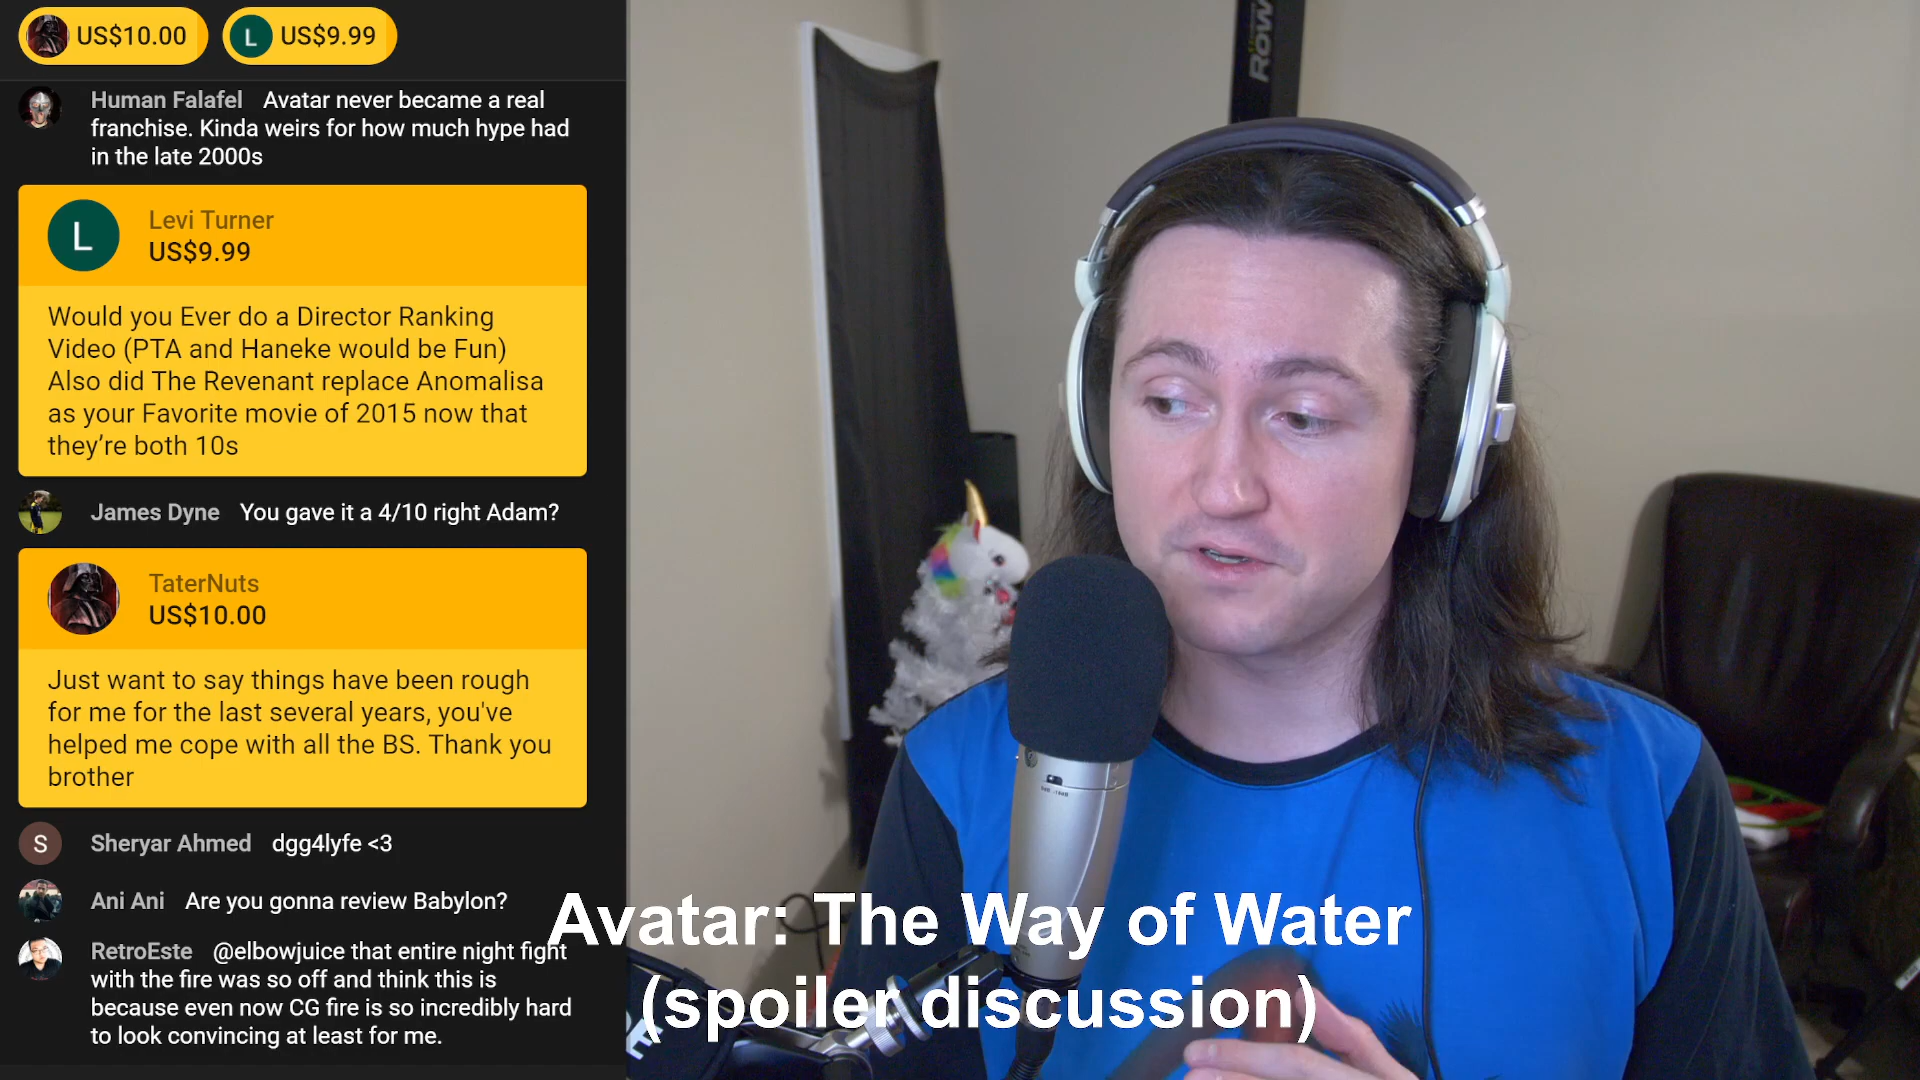 US$10.00
L US$9.99
Human Falafel Avatar never became a real
franchise. Kinda weirs for how much hype had
in the late 2000s
L
Levi Turner
US$9.99
Would you Ever do a Director Ranking
Video (PTA and Haneke would be Fun)
Also did The Revenant replace Anomalisa
as your Favorite movie of 2015 now that
they’re both 10s
James Dyne You gave it a 4/10 right Adam?
TaterNuts
US$10.00
Just want to say things have been rough
for me for the last several years, you've
helped me cope with all the BS. Thank you
brother
S Sheryar Ahmed dgg4lyfe <3
Ani Ani Are you gonna review Babylon?
RetroEste @elbowjuice that entire night fight
with the fire was so off and think this is
because even now CG fire is so incredibly hard
to look convincing at least for me.
ROW
Avatar: The Way of Water
(spoiler discussion)